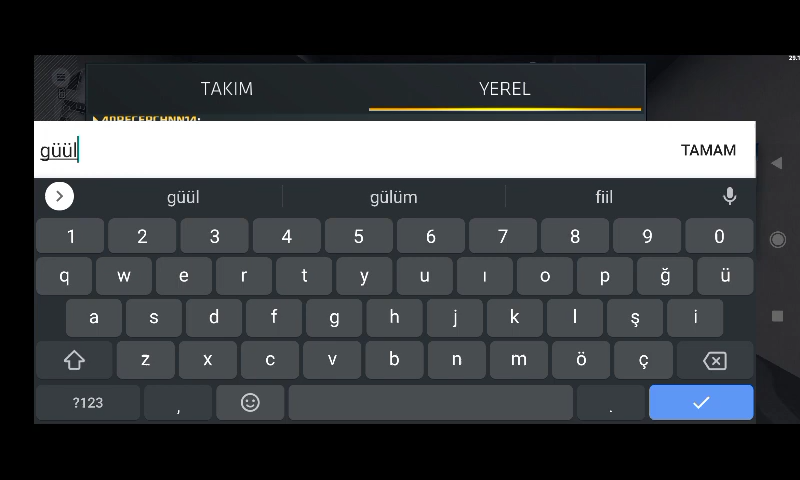 TAKIM YEREL
güül TAMAM
güül gülüm fiil
1 2 3 4 5 6 7 8 9 0
q w e r t y u ı o p ğ ü
a s d f g h j k l ş i
z x c v b n m ö ç
?123 , .